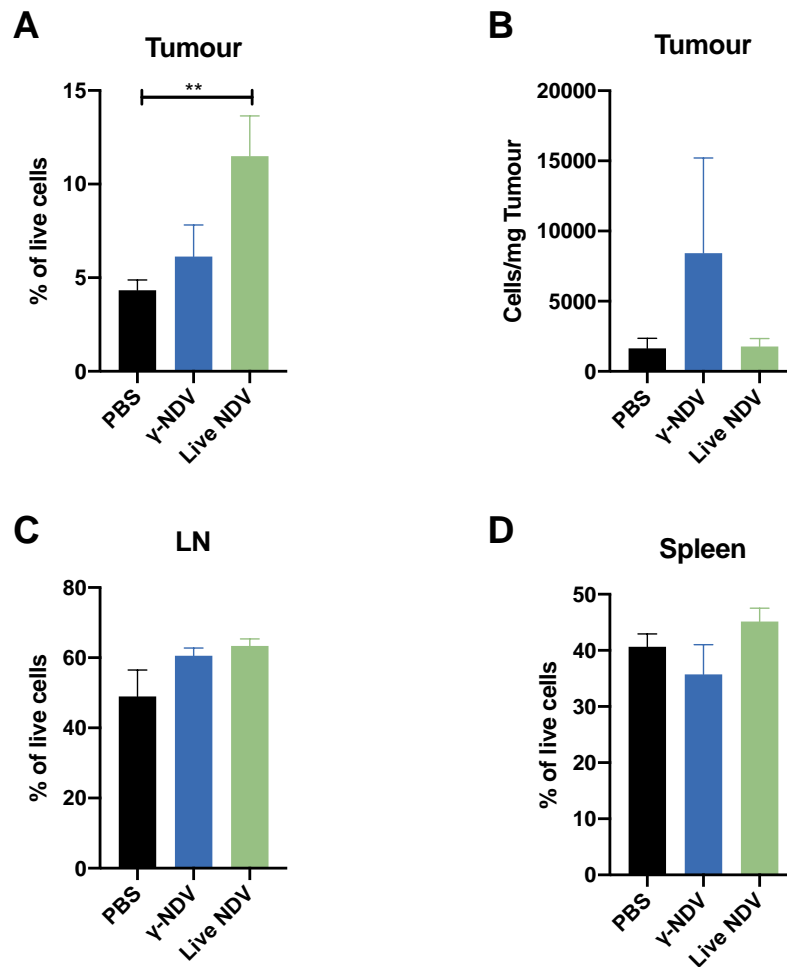 A
Tumour
% of live cells
15
10
5
0
**
PBS
γ-NDV
Live NDV
B
Tumour
Cells/mg Tumour
20000
15000
10000
5000
0
PBS
γ-NDV
Live NDV
C
LN
% of live cells
80
60
40
20
0
PBS
γ-NDV
Live NDV
D
Spleen
% of live cells
50
40
30
20
10
0
PBS
γ-NDV
Live NDV